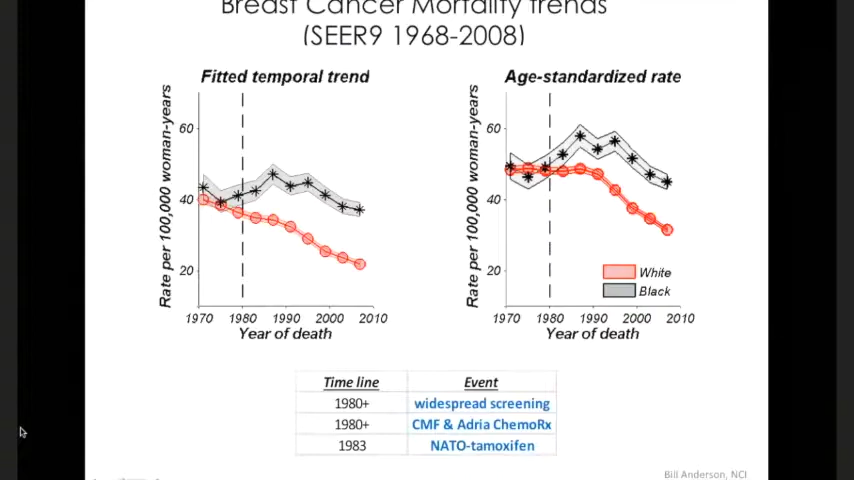 Breast Cancer Mortality trends
(SEER9 1968-2008)
Fitted temporal trend
Age-standardized rate
Rate per 100,000 woman-years
60
40
20
1970 1980 1990 2000 2010
Year of death
Rate per 100,000 woman-years
60
40
20
White
Black
1970 1980 1990 2000 2010
Year of death
Time line Event
1980+ widespread screening
1980+ CMF & Adria ChemoRx
1983 NATO-tamoxifen
Bill Anderson, NCI